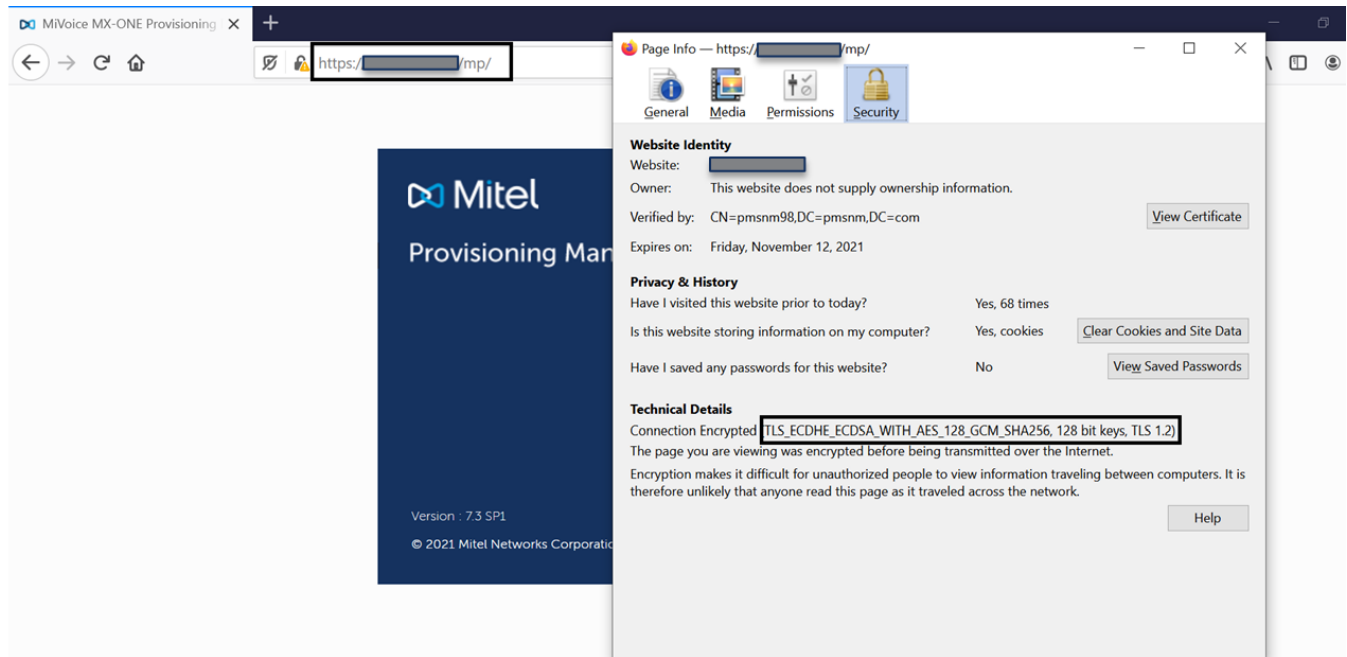 MiVoice MX-ONE Provisioning
https:/ /mp/
Mitel
Provisioning Man
Version : 7.3 SP1
© 2021 Mitel Networks Corporatic
Page Info — https:/ /mp/
General Media Permissions Security
Website Identity
Website:
Owner: This website does not supply ownership information.
Verified by: CN=pmsnm98,DC=pmsnm,DC=com View Certificate
Expires on: Friday, November 12, 2021
Privacy & History
Have I visited this website prior to today? Yes, 68 times
Is this website storing information on my computer? Yes, cookies Clear Cookies and Site Data
Have I saved any passwords for this website? No View Saved Passwords
Technical Details
Connection Encrypted (TLS_ECDHE_ECDSA_WITH_AES_128_GCM_SHA256, 128 bit keys, TLS 1.2)
The page you are viewing was encrypted before being transmitted over the Internet.
Encryption makes it difficult for unauthorized people to view information traveling between computers. It is
therefore unlikely that anyone read this page as it traveled across the network.
Help